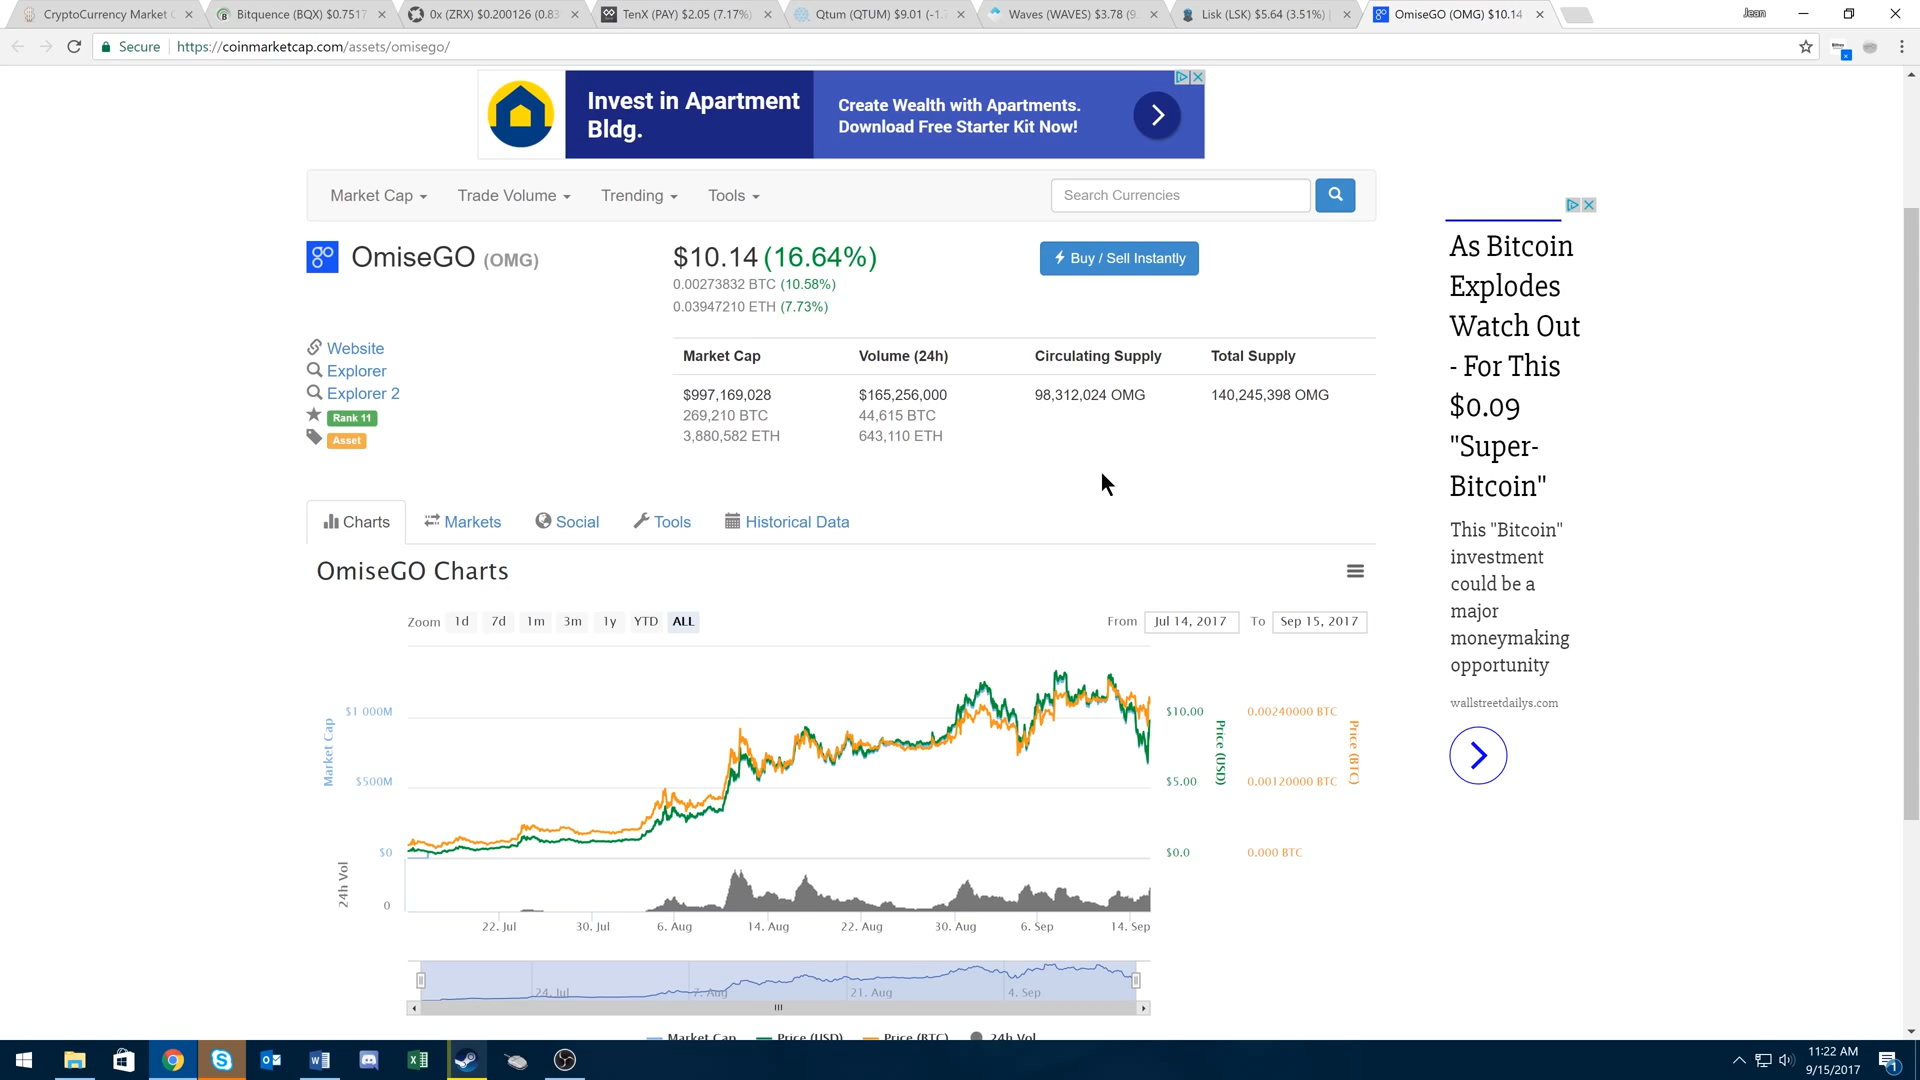 CryptoCurrency Market C
Bitquence (BQX) $0.7517
0x (ZRX) $0.200126 (0.83
TenX (PAY) $2.05 (7.17%)
Qtum (QTUM) $9.01 (-1.7
Waves (WAVES) $3.78 (9.
Lisk (LSK) $5.64 (3.51%) |
OmiseGO (OMG) $10.14
Jean
Secure
https://coinmarketcap.com/assets/omisego/
Invest in Apartment
Bldg.
Create Wealth with Apartments.
Download Free Starter Kit Now!
Market Cap
Trade Volume
Trending
Tools
Search Currencies
OmiseGO (OMG)
$10.14 (16.64%)
0.00273832 BTC (10.58%)
0.03947210 ETH (7.73%)
Buy / Sell Instantly
Website
Explorer
Explorer 2
Rank 11
Asset
Market Cap Volume (24h) Circulating Supply Total Supply
$997,169,028 $165,256,000 98,312,024 OMG 140,245,398 OMG
269,210 BTC 44,615 BTC
3,880,582 ETH 643,110 ETH
As Bitcoin
Explodes
Watch Out
- For This
$0.09
"Super-
Bitcoin"
This "Bitcoin"
investment
could be a
major
moneymaking
opportunity
wallstreetdailys.com
Charts
Markets
Social
Tools
Historical Data
OmiseGO Charts
Zoom 1d 7d 1m 3m 1y YTD ALL
From Jul 14, 2017 To Sep 15, 2017
Market Cap
$1 000M
$500M
$0
24h Vol
0
$10.00
$5.00
$0.0
Price (USD)
0.00240000 BTC
0.00120000 BTC
0.000 BTC
Price (BTC)
22. Jul 30. Jul 6. Aug 14. Aug 22. Aug 30. Aug 6. Sep 14. Sep
24. Jul 7. Aug 21. Aug 4. Sep
Market Cap Price (USD) Price (BTC) 24h Vol
11:22 AM
9/15/2017
1